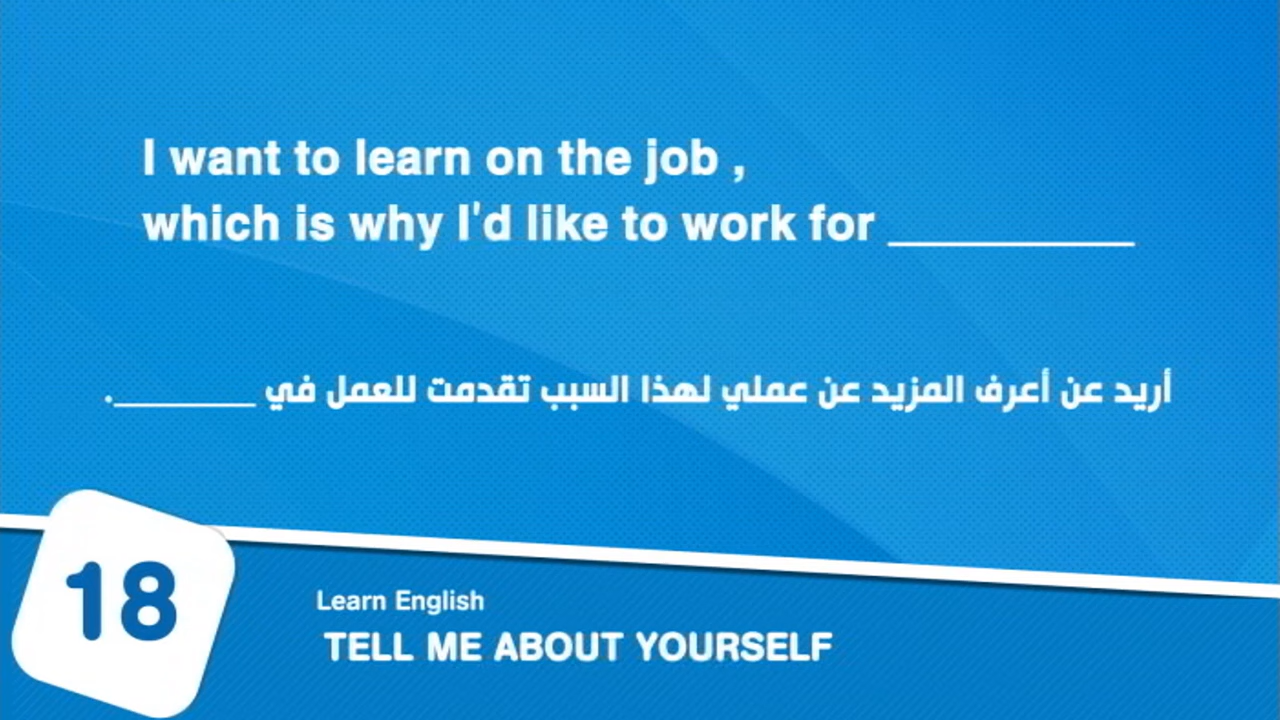 I want to learn on the job ,
which is why I'd like to work for __________
أريد عن أعرف المزيد عن عملي لهذا السبب تقدمت للعمل في ________.
18
Learn English
TELL ME ABOUT YOURSELF